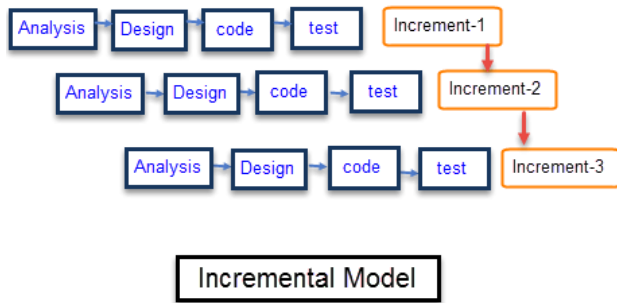 Analysis Design code test Increment-1
Analysis Design code test Increment-2
Analysis Design code test Increment-3
Incremental Model